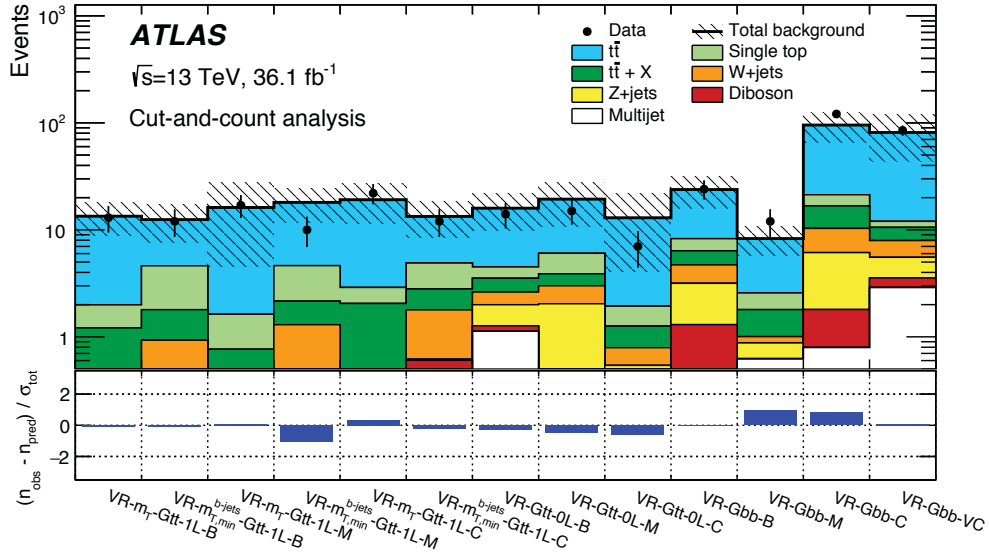 Events
10³
10²
10
1
ATLAS
√s=13 TeV, 36.1 fb⁻¹
Cut-and-count analysis
Data
Total background
tt̄
Single top
tt̄ + X
W+jets
Z+jets
Diboson
Multijet
(n_obs - n_pred) / σ_tot
2
0
−2
VR-m_T-Gtt-1L-B
VR-m_T,min^b-jets-Gtt-1L-B
VR-m_T-Gtt-1L-M
VR-m_T,min^b-jets-Gtt-1L-M
VR-m_T-Gtt-1L-C
VR-m_T,min^b-jets-Gtt-1L-C
VR-Gtt-0L-B
VR-Gtt-0L-M
VR-Gtt-0L-C
VR-Gbb-B
VR-Gbb-M
VR-Gbb-C
VR-Gbb-VC